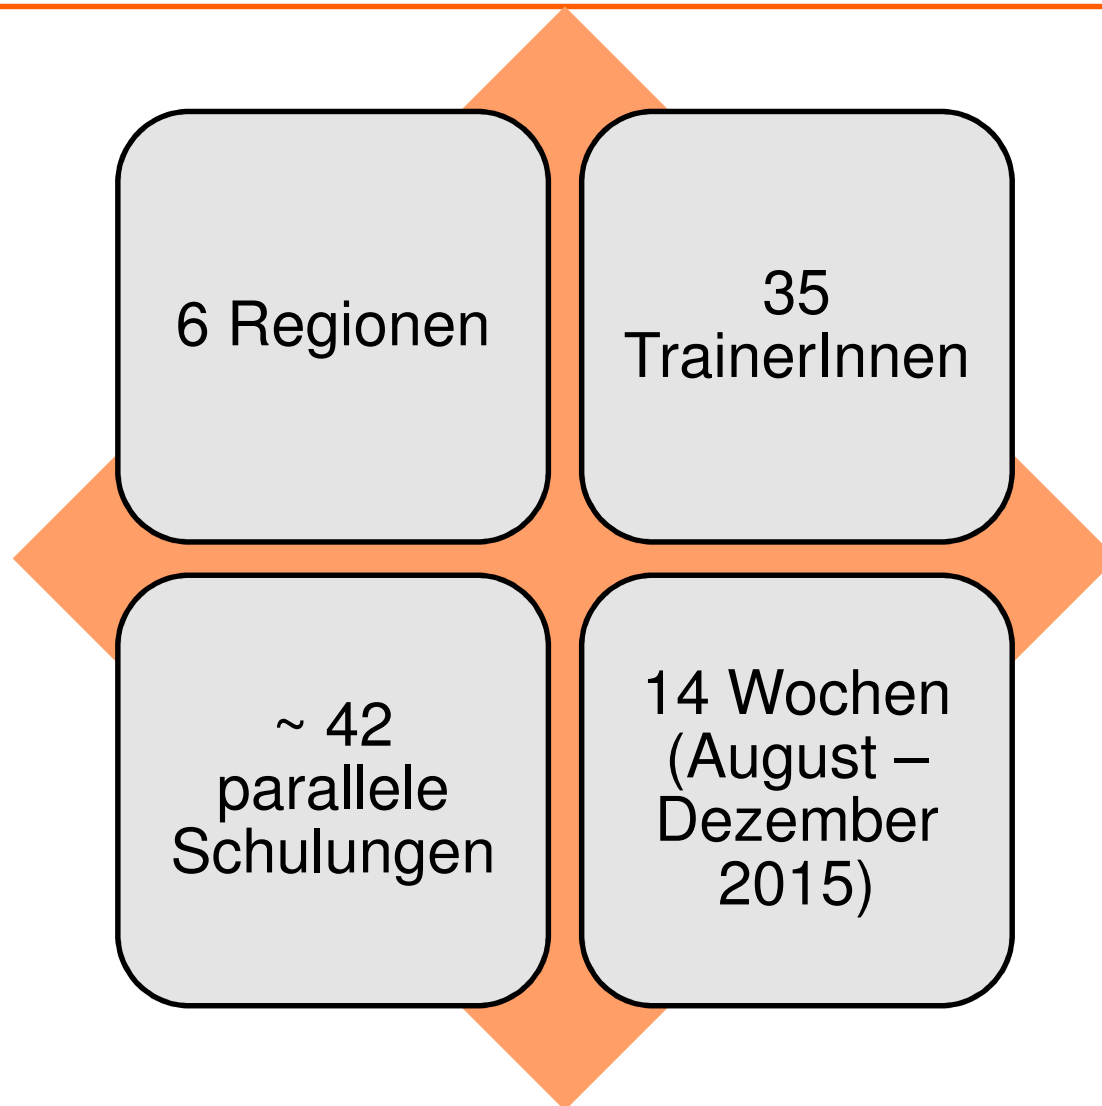 6 Regionen
35
TrainerInnen
~ 42
parallele
Schulungen
14 Wochen
(August –
Dezember
2015)